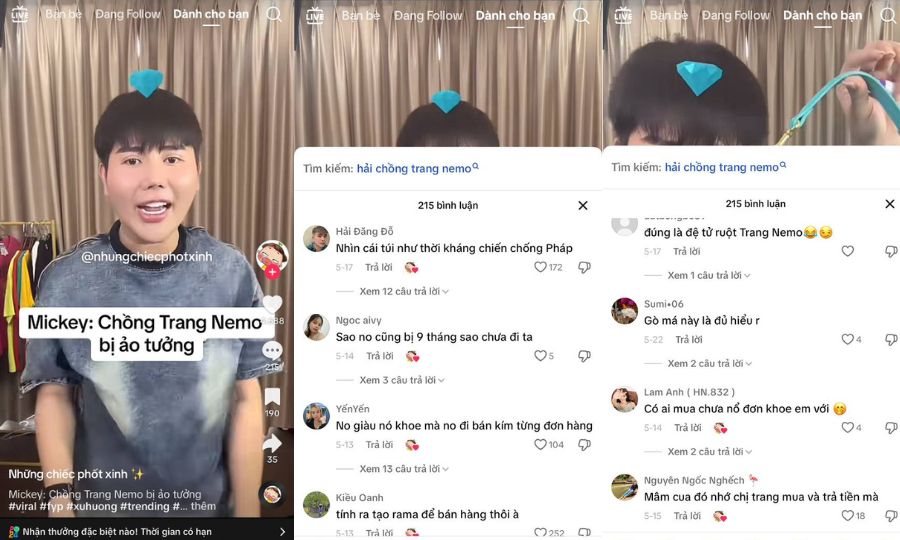 LIVE
Bạn bè
Đang Follow
Dành cho bạn
@nhungchiecphotxinh
Mickey: Chồng Trang Nemo
bị ảo tưởng
215
190
35
Những chiếc phốt xinh ✨
Mickey: Chồng Trang Nemo bị ảo tưởng
#viral #fyp #xuhuong #trending #... thêm
Nhận thưởng đặc biệt nào! Thời gian có hạn
LIVE
Bạn bè
Đang Follow
Dành cho bạn
Tìm kiếm: hải chồng trang nemo
215 bình luận
Hải Đăng Đỗ
Nhìn cái túi như thời kháng chiến chống Pháp
5-17 Trả lời 172
Xem 12 câu trả lời
Ngoc aivy
Sao no cũng bị 9 tháng sao chưa đi ta
5-14 Trả lời 5
Xem 3 câu trả lời
YếnYến
No giàu nó khoe mà no đi bán kím từng đơn hàng
5-13 Trả lời 104
Xem 13 câu trả lời
Kiều Oanh
tính ra tạo rama để bán hàng thôi à
5-13 Trả lời 252
LIVE
Bạn bè
Đang Follow
Dành cho bạn
Tìm kiếm: hải chồng trang nemo
215 bình luận
đúng là đệ tử ruột Trang Nemo😂😏
5-17 Trả lời
Xem 1 câu trả lời
Sumi•06
Gò má này là đủ hiểu r
5-22 Trả lời 4
Xem 2 câu trả lời
Lam Anh ( HN.832 )
Có ai mua chưa nổ đơn khoe em với 🤭
5-14 Trả lời 4
Xem 2 câu trả lời
Nguyên Ngốc Nghếch 🦩
Mâm cua đó nhớ chị trang mua và trả tiền mà
5-15 Trả lời 18